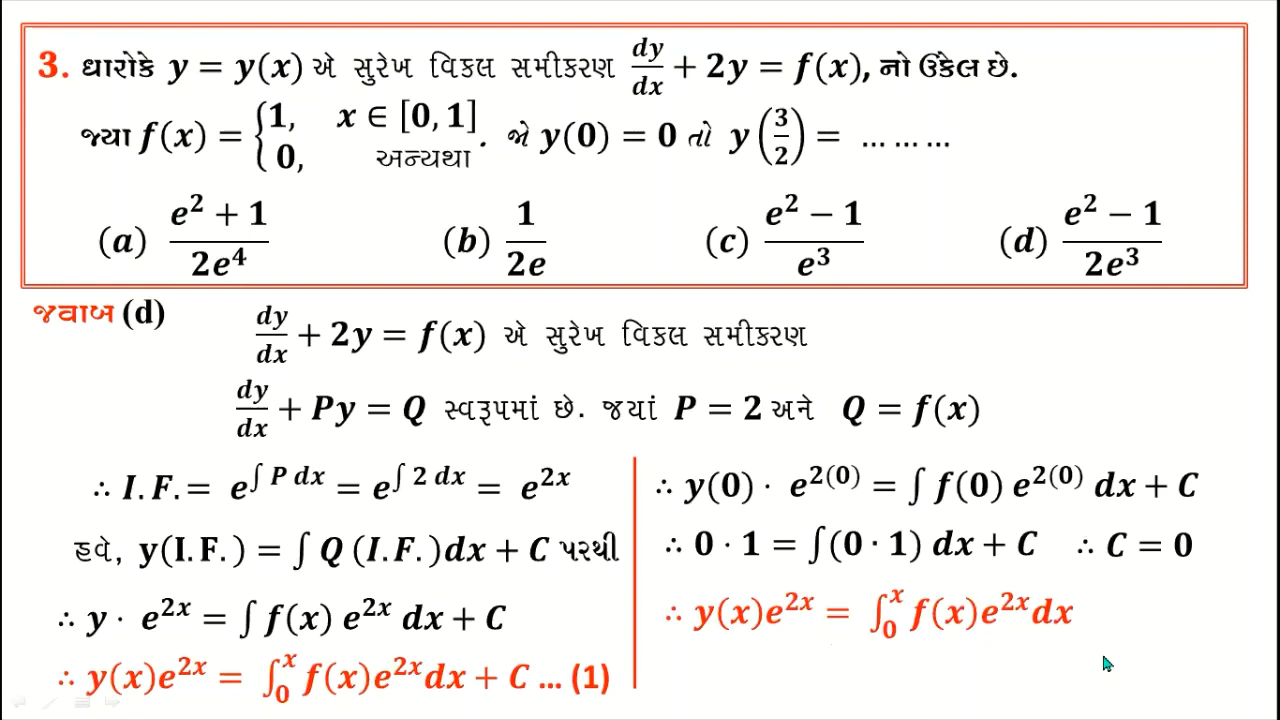 3. ધારોકે y = y(x) એ સુરેખ વિકલ સમીકરણ dy/dx + 2y = f(x), નો ઉકેલ છે.
જ્યા f(x) = {1, x ∈ [0, 1] 0, અન્યથા . જો y(0) = 0 તો y(3/2) = ... ... ...
(a) (e² + 1)/(2e⁴) (b) 1/(2e) (c) (e² − 1)/(e³) (d) (e² − 1)/(2e³)
જવાબ (d)
dy/dx + 2y = f(x) એ સુરેખ વિકલ સમીકરણ
dy/dx + Py = Q સ્વરૂપમાં છે. જયાં P = 2 અને Q = f(x)
∴ I.F. = e^(∫ P dx) = e^(∫ 2 dx) = e^(2x)
હવે, y(I.F.) = ∫ Q (I.F.)dx + C પરથી
∴ y · e^(2x) = ∫ f(x) e^(2x) dx + C
∴ y(x)e^(2x) = ∫₀ˣ f(x)e^(2x)dx + C ... (1)
∴ y(0) · e^(2(0)) = ∫ f(0) e^(2(0)) dx + C
∴ 0 · 1 = ∫(0 · 1) dx + C ∴ C = 0
∴ y(x)e^(2x) = ∫₀ˣ f(x)e^(2x)dx